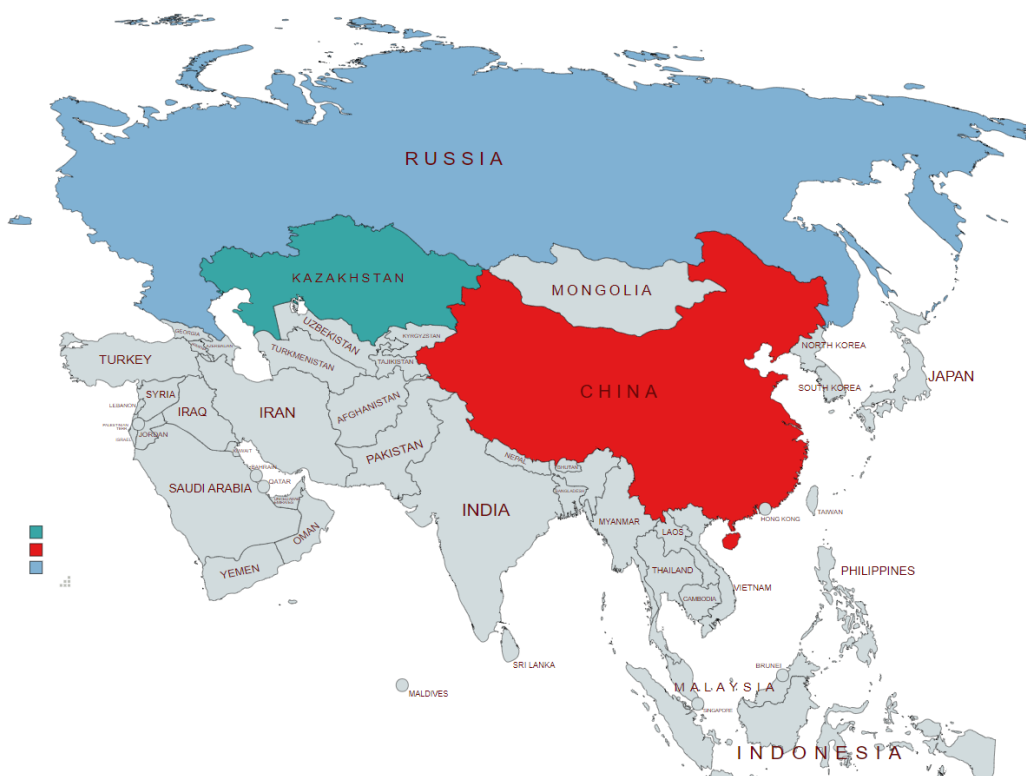 RUSSIA
KAZAKHSTAN
MONGOLIA
UZBEKISTAN
KYRGYZSTAN
GEORGIA
AZERBAIJAN
TURKMENISTAN
TAJIKISTAN
NORTH KOREA
TURKEY
SOUTH KOREA
JAPAN
CHINA
SYRIA
LEBANON
IRAQ
IRAN
AFGHANISTAN
JORDAN
ISRAEL
KUWAIT
PAKISTAN
NEPAL
BHUTAN
BAHRAIN
QATAR
SAUDI ARABIA
BANGLADESH
INDIA
OMAN
MYANMAR
LAOS
HONG KONG
TAIWAN
YEMEN
THAILAND
PHILIPPINES
VIETNAM
CAMBODIA
SRI LANKA
BRUNEI
MALAYSIA
MALDIVES
SINGAPORE
INDONESIA